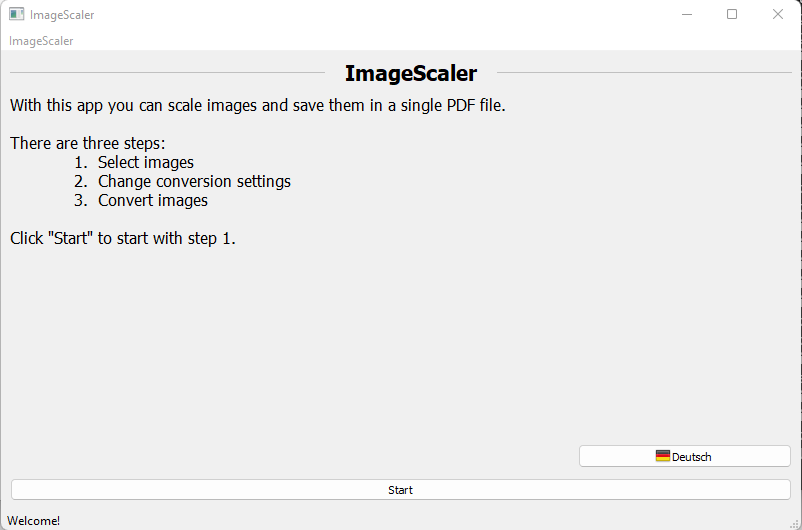 ImageScaler
ImageScaler
ImageScaler
With this app you can scale images and save them in a single PDF file.
There are three steps:
1. Select images
2. Change conversion settings
3. Convert images
Click "Start" to start with step 1.
Deutsch
Start
Welcome!